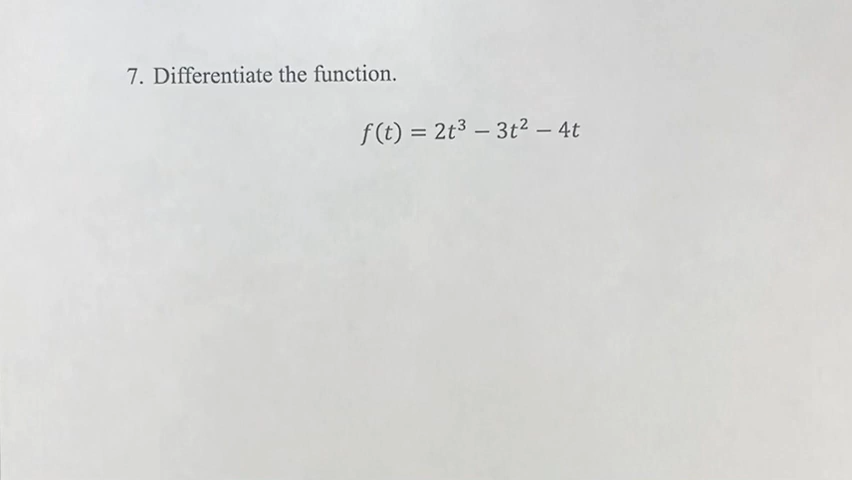 7. Differentiate the function.
f(t) = 2t³ – 3t² – 4t